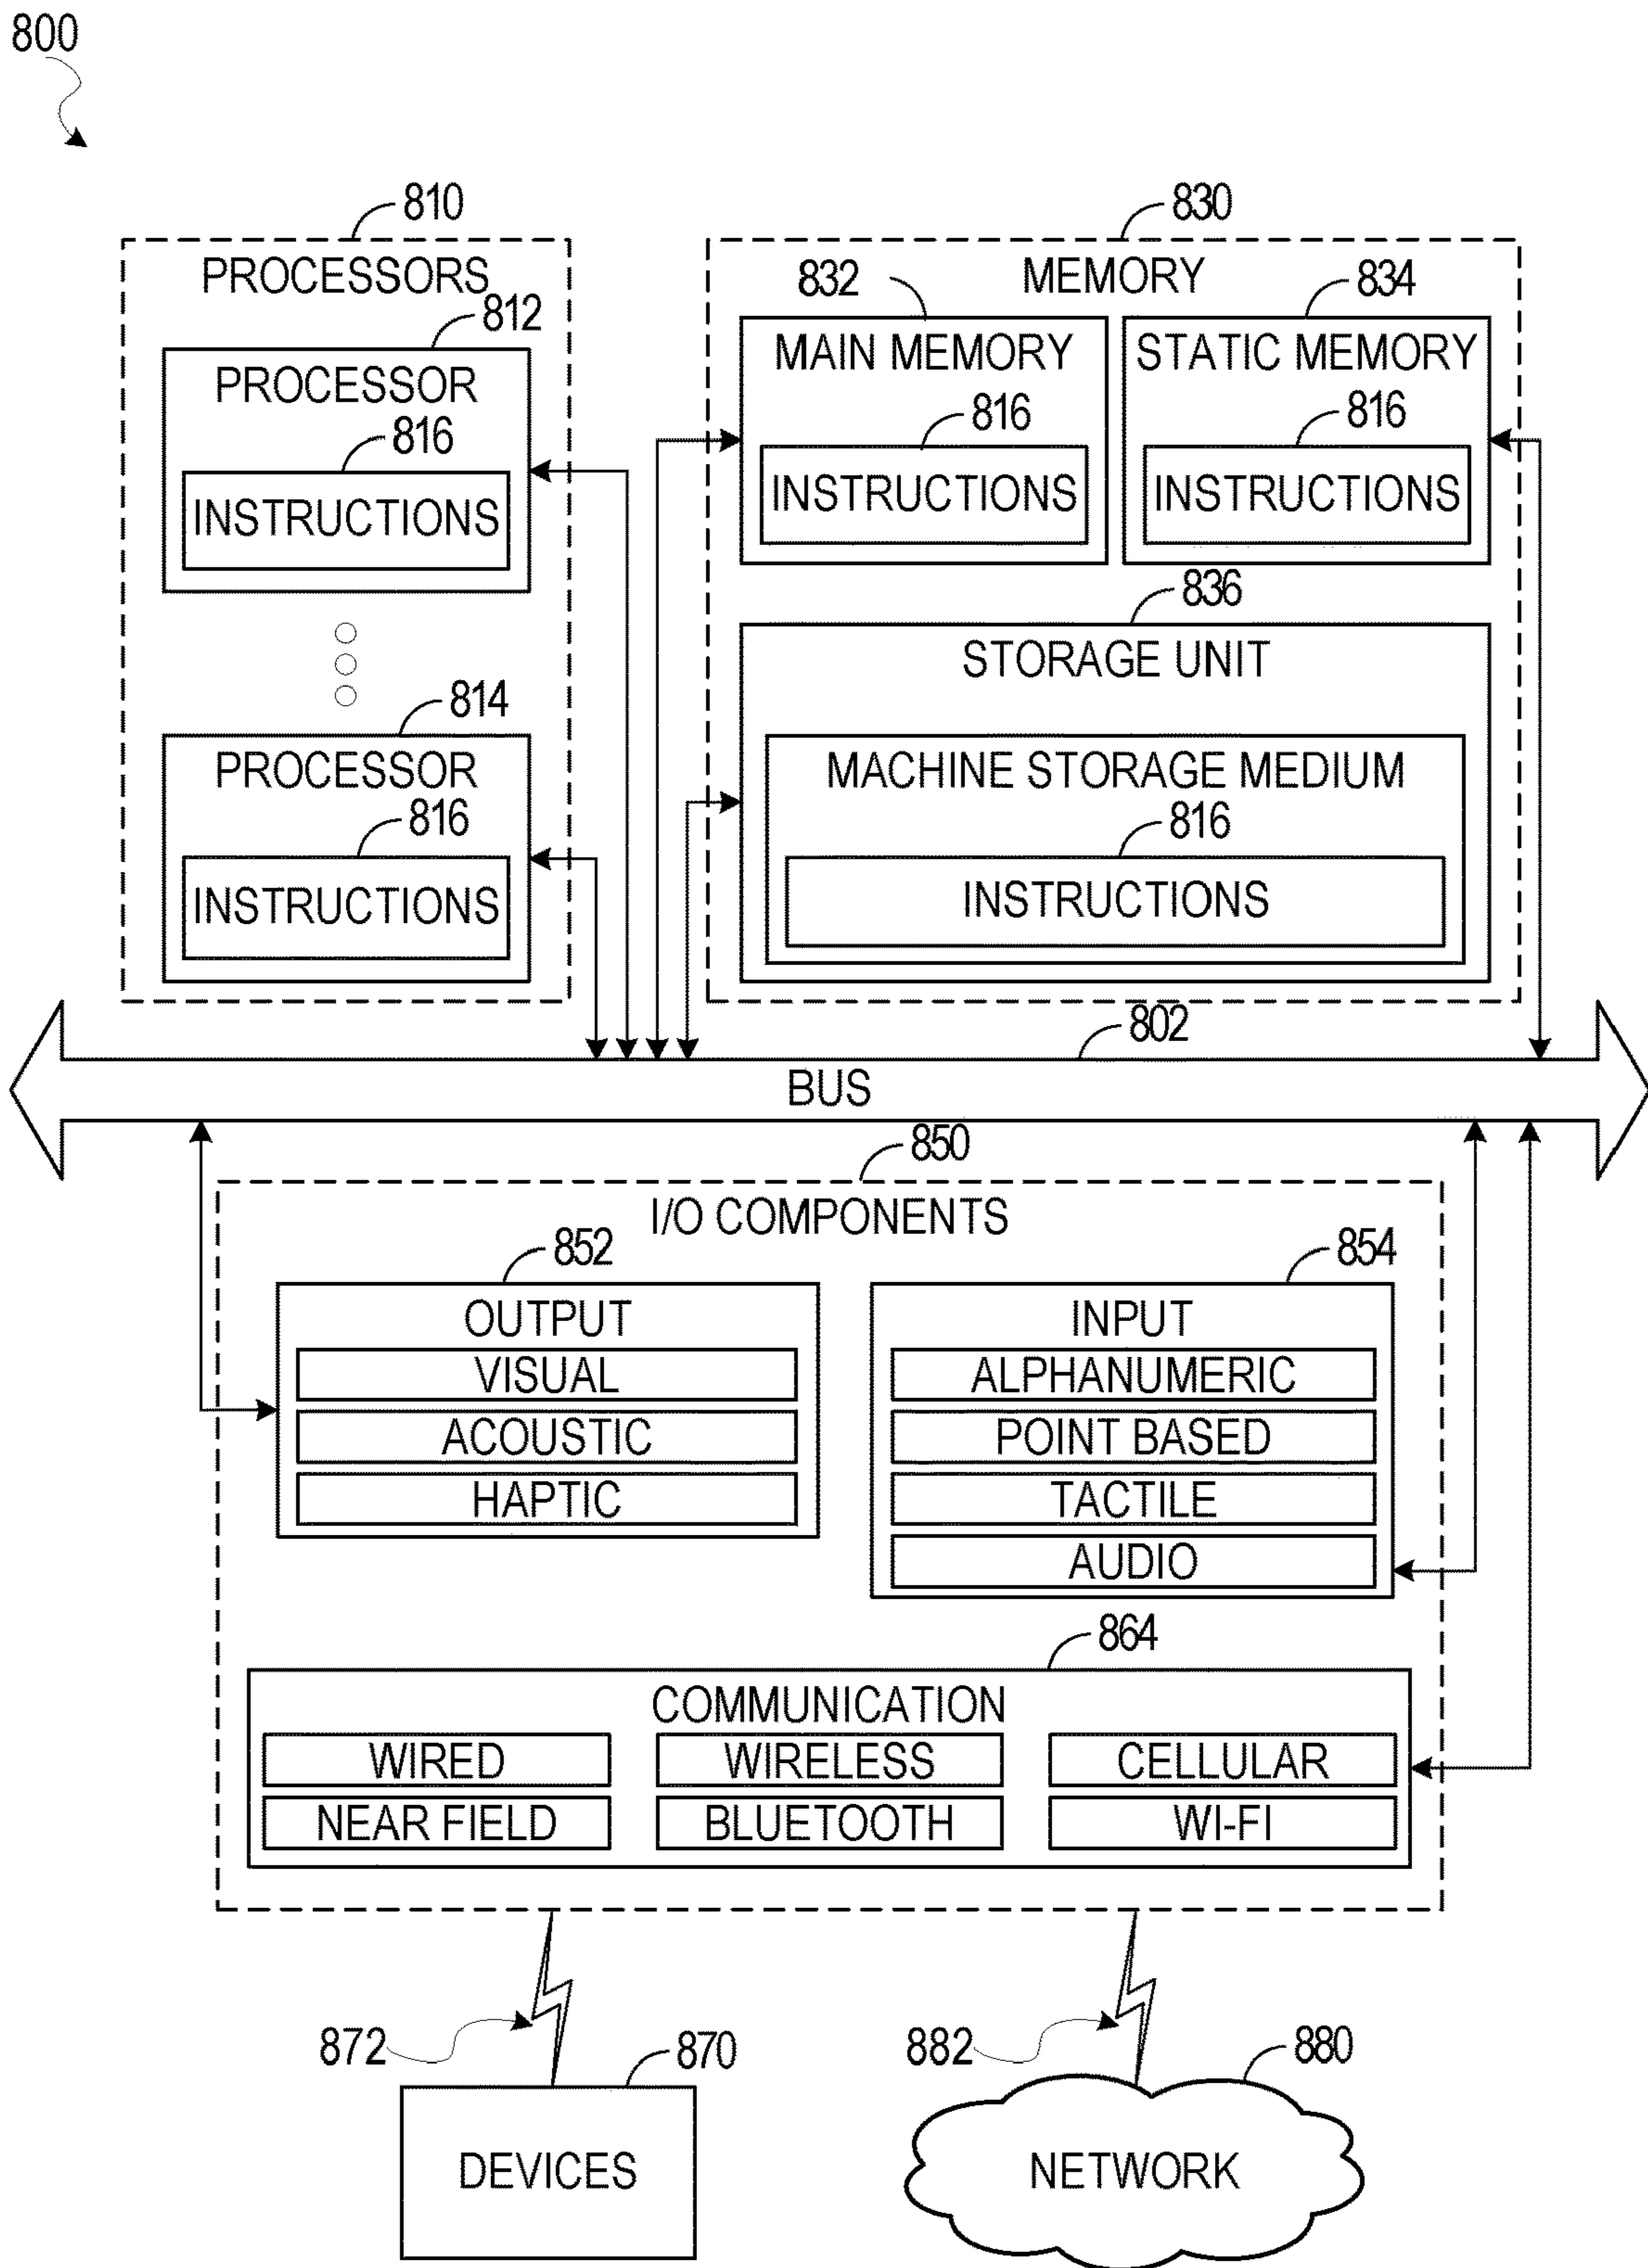 800
810
PROCESSORS
812
PROCESSOR
816
INSTRUCTIONS
814
PROCESSOR
816
INSTRUCTIONS
830
MEMORY
832
MAIN MEMORY
816
INSTRUCTIONS
834
STATIC MEMORY
816
INSTRUCTIONS
836
STORAGE UNIT
MACHINE STORAGE MEDIUM
816
INSTRUCTIONS
802
BUS
850
I/O COMPONENTS
852
OUTPUT
VISUAL
ACOUSTIC
HAPTIC
854
INPUT
ALPHANUMERIC
POINT BASED
TACTILE
AUDIO
864
COMMUNICATION
WIRED
WIRELESS
CELLULAR
NEAR FIELD
BLUETOOTH
WI-FI
872
870
DEVICES
882
880
NETWORK